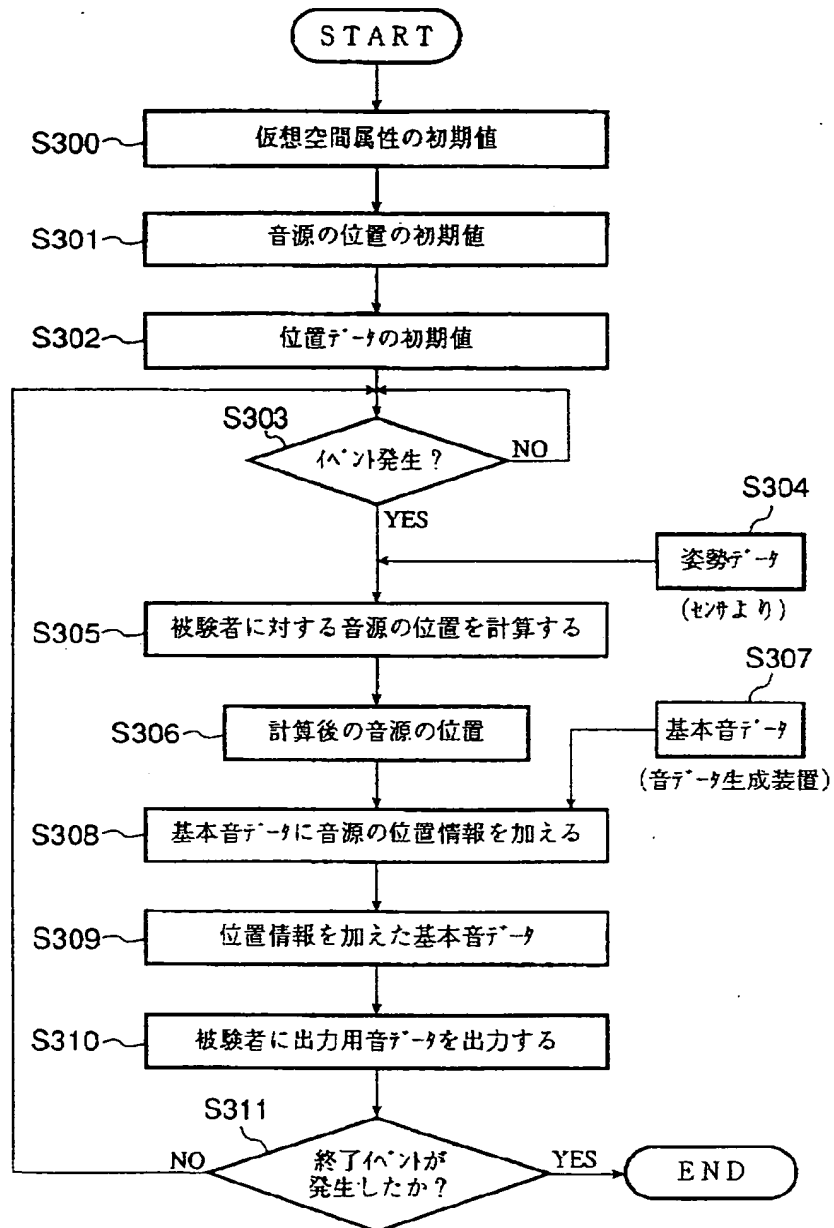 START
S300
仮想空間属性の初期値
S301
音源の位置の初期値
S302
位置データの初期値
S303
イベント発生?
NO
YES
S304
姿勢データ
(センサより)
S305
被験者に対する音源の位置を計算する
S306
計算後の音源の位置
S307
基本音データ
(音データ生成装置)
S308
基本音データに音源の位置情報を加える
S309
位置情報を加えた基本音データ
S310
被験者に出力用音データを出力する
S311
終了イベントが
発生したか?
NO
YES
END